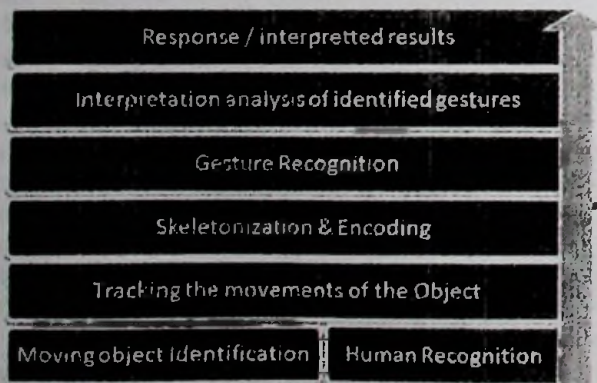 Response / interpretted results
Interpretation analysis of identified gestures
Gesture Recognition
Skeletonization & Encoding
Tracking the movements of the Object
Moving object Identification
Human Recognition